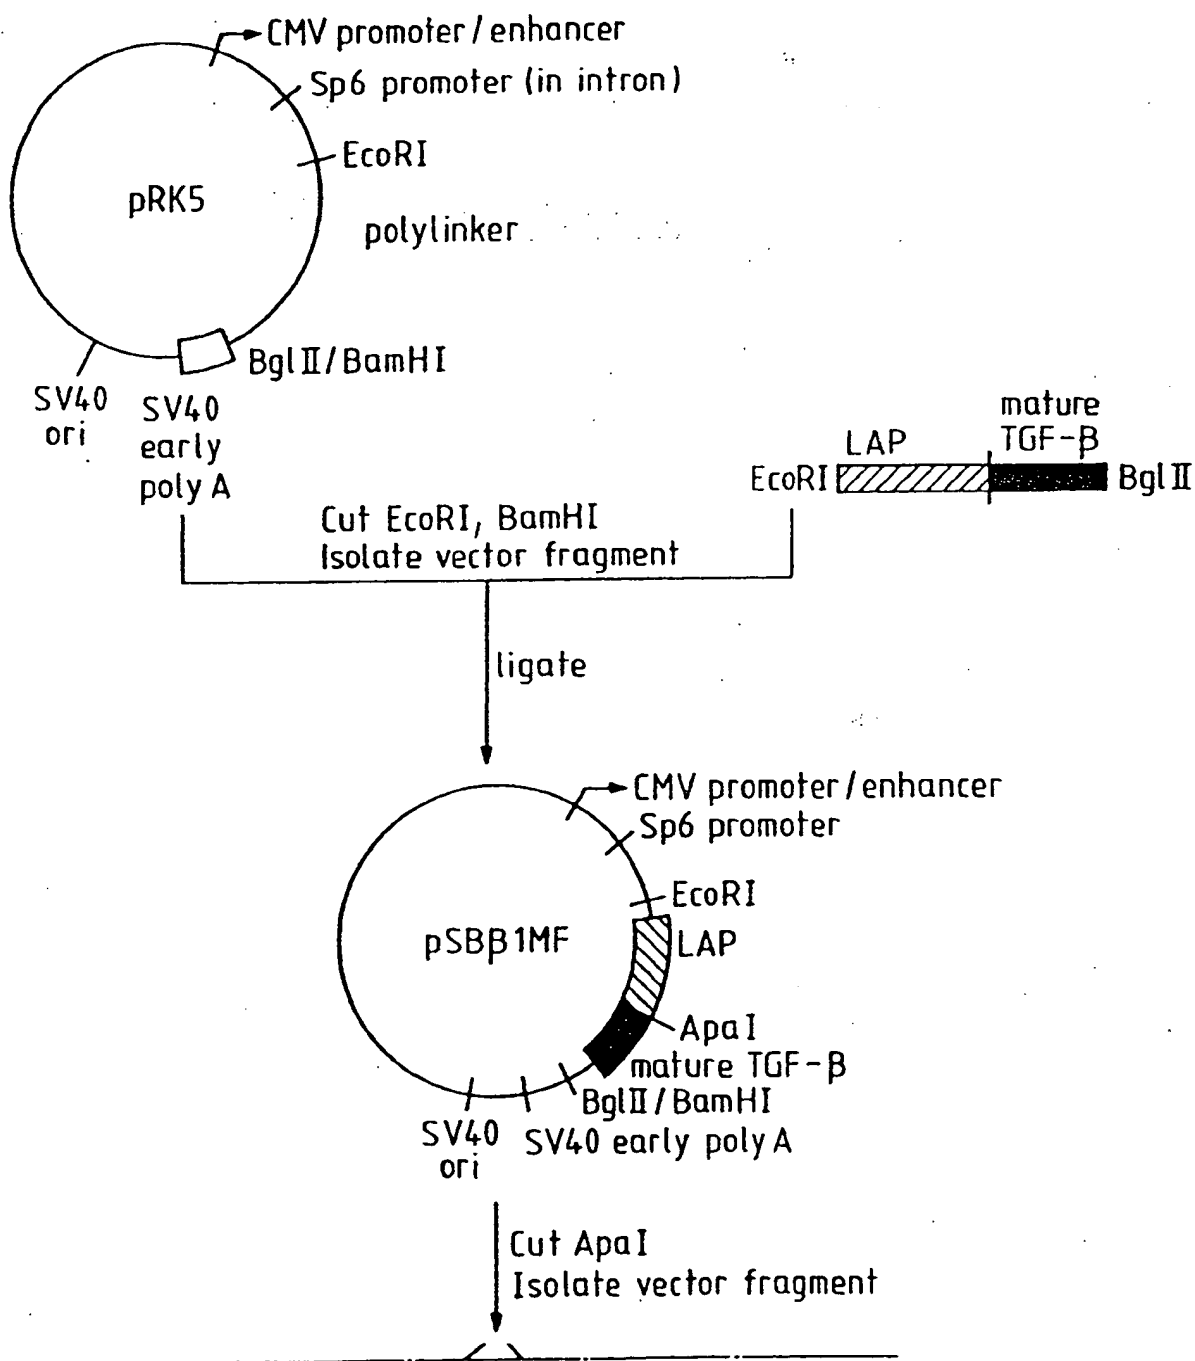 CMV promoter/enhancer
Sp6 promoter (in intron)
EcoRI
pRK5
polylinker
BglII/BamHI
SV40
ori
SV40
early
poly A
mature
TGF-β
LAP
EcoRI
BglII
Cut EcoRI, BamHI
Isolate vector fragment
ligate
CMV promoter/enhancer
Sp6 promoter
EcoRI
pSBβ1MF
LAP
ApaI
mature TGF-β
BglII/BamHI
SV40
ori
SV40 early poly A
Cut ApaI
Isolate vector fragment